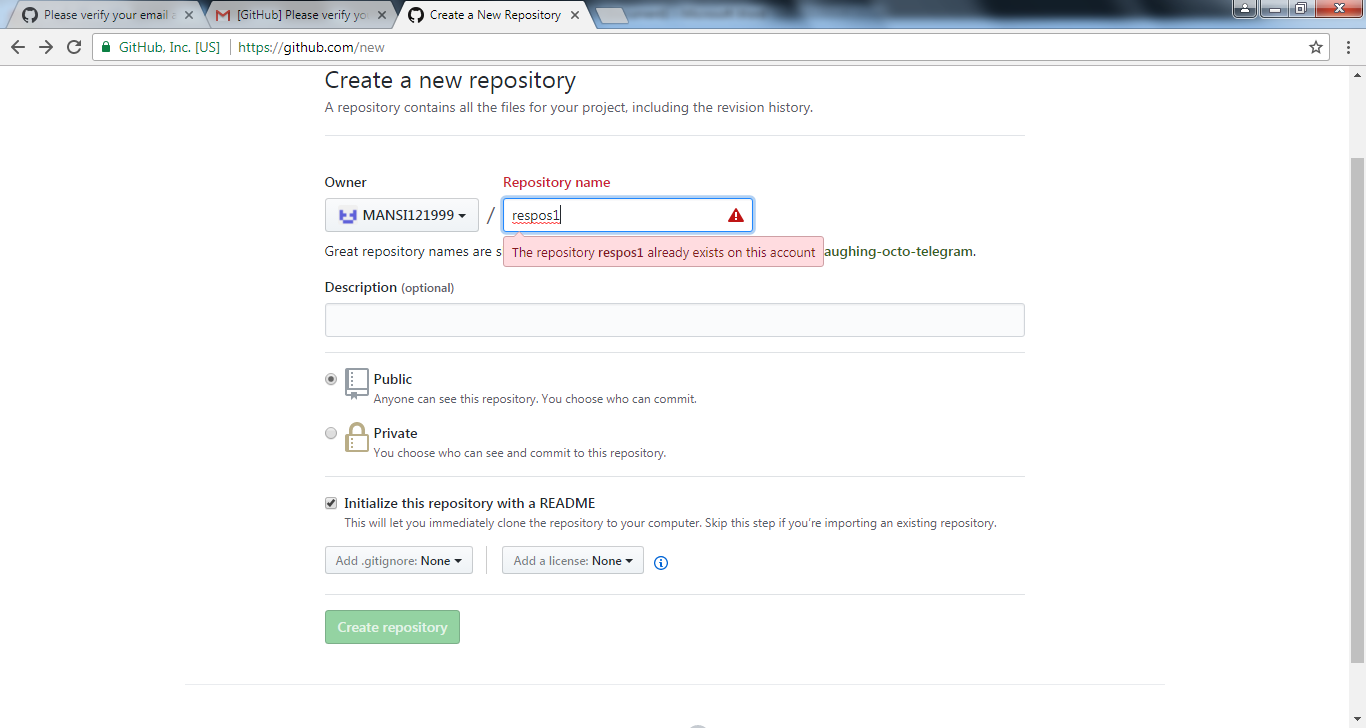 Please verify your email a
[GitHub] Please verify yo
Create a New Repository
GitHub, Inc. [US] https://github.com/new
Create a new repository
A repository contains all the files for your project, including the revision history.
Owner Repository name
MANSI121999 / respos1
Great repository names are s
The repository respos1 already exists on this account
aughing-octo-telegram.
Description (optional)
Public
Anyone can see this repository. You choose who can commit.
Private
You choose who can see and commit to this repository.
Initialize this repository with a README
This will let you immediately clone the repository to your computer. Skip this step if you're importing an existing repository.
Add .gitignore: None Add a license: None
Create repository